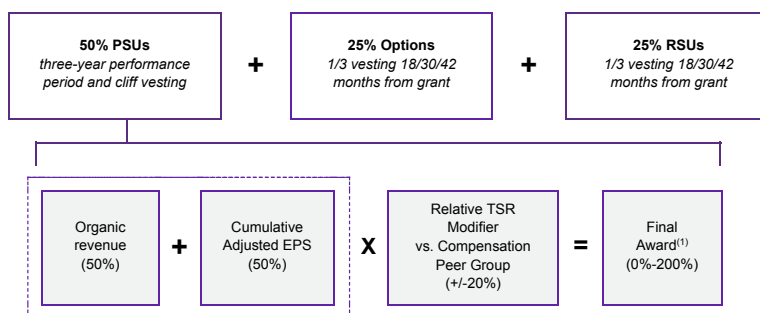 50% PSUs
three-year performance
period and cliff vesting
+
25% Options
1/3 vesting 18/30/42
months from grant
+
25% RSUs
1/3 vesting 18/30/42
months from grant
Organic
revenue
(50%)
+
Cumulative
Adjusted EPS
(50%)
X
Relative TSR
Modifier
vs. Compensation
Peer Group
(+/-20%)
=
Final
Award(1)
(0%-200%)